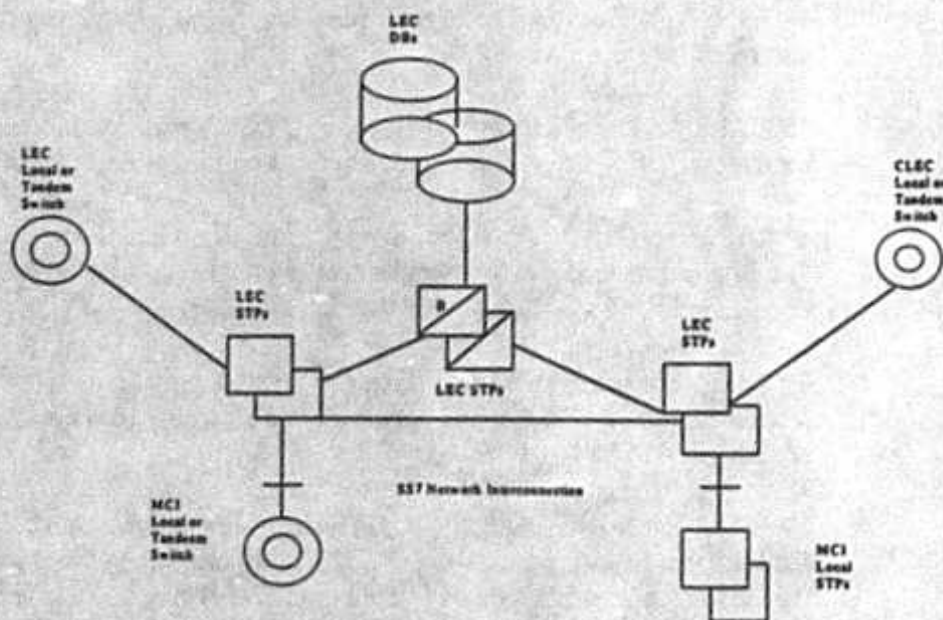 LEC
DBs
LEC
Local or
Tandem
Switch
CLEC
Local or
Tandem
Switch
LEC
STPs
R
LEC STPs
LEC
STPs
SS7 Network Interconnection
MCI
Local or
Tandem
Switch
MCI
Local
STPs